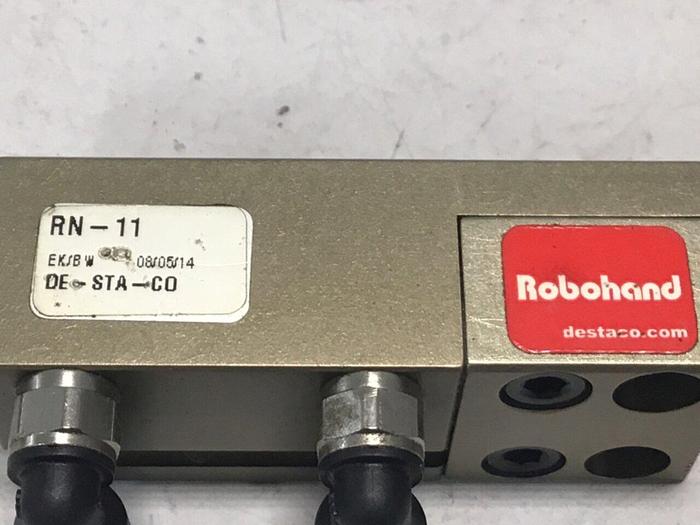 RN-11
EK/BW 08/05/14
DE-STA-CO
Robohand
destaco.com